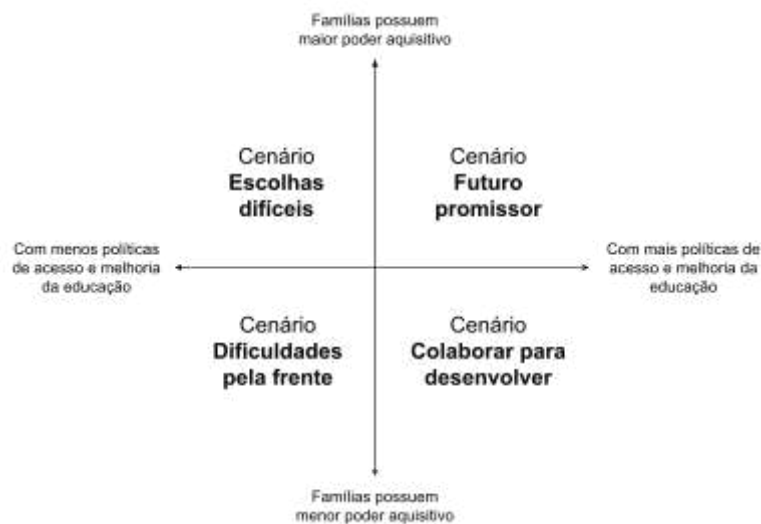 Famílias possuem
maior poder aquisitivo
Cenário
Escolhas
difíceis
Cenário
Futuro
promissor
Com menos políticas
de acesso e melhoria
da educação
Com mais políticas de
acesso e melhoria da
educação
Cenário
Dificuldades
pela frente
Cenário
Colaborar para
desenvolver
Famílias possuem
menor poder aquisitivo